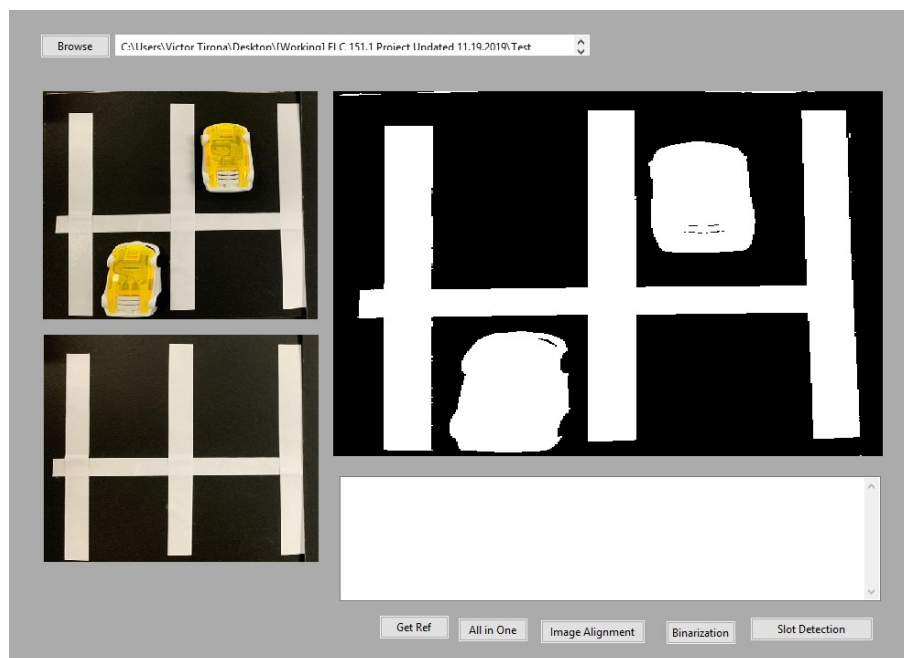 Browse
C:\Users\Victor Tirona\Desktop\[Working] ELC 151.1 Project Updated 11.19.2019\Test
Get Ref
All in One
Image Alignment
Binarization
Slot Detection